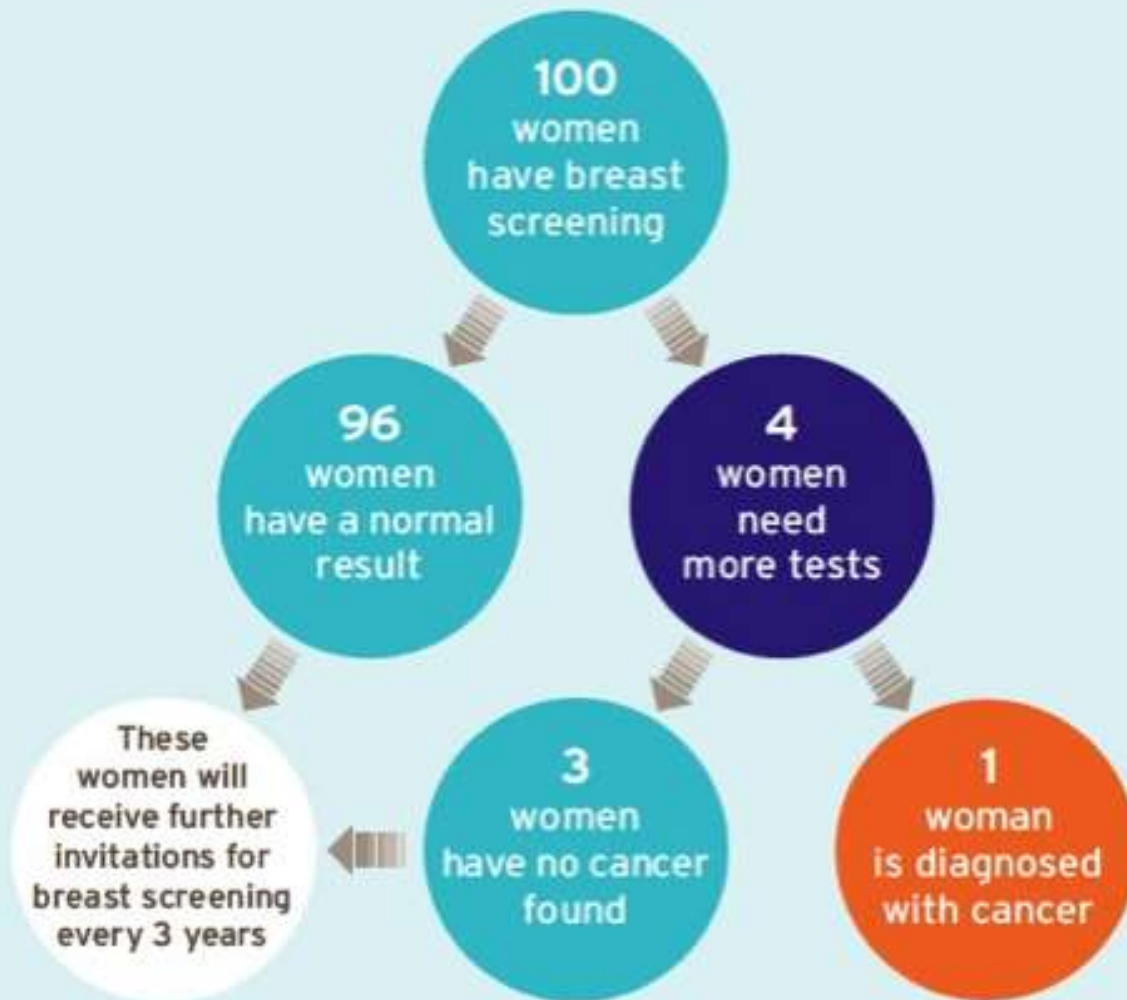 100
women
have breast
screening
96
women
have a normal
result
4
women
need
more tests
These
women will
receive further
invitations for
breast screening
every 3 years
3
women
have no cancer
found
1
woman
is diagnosed
with cancer